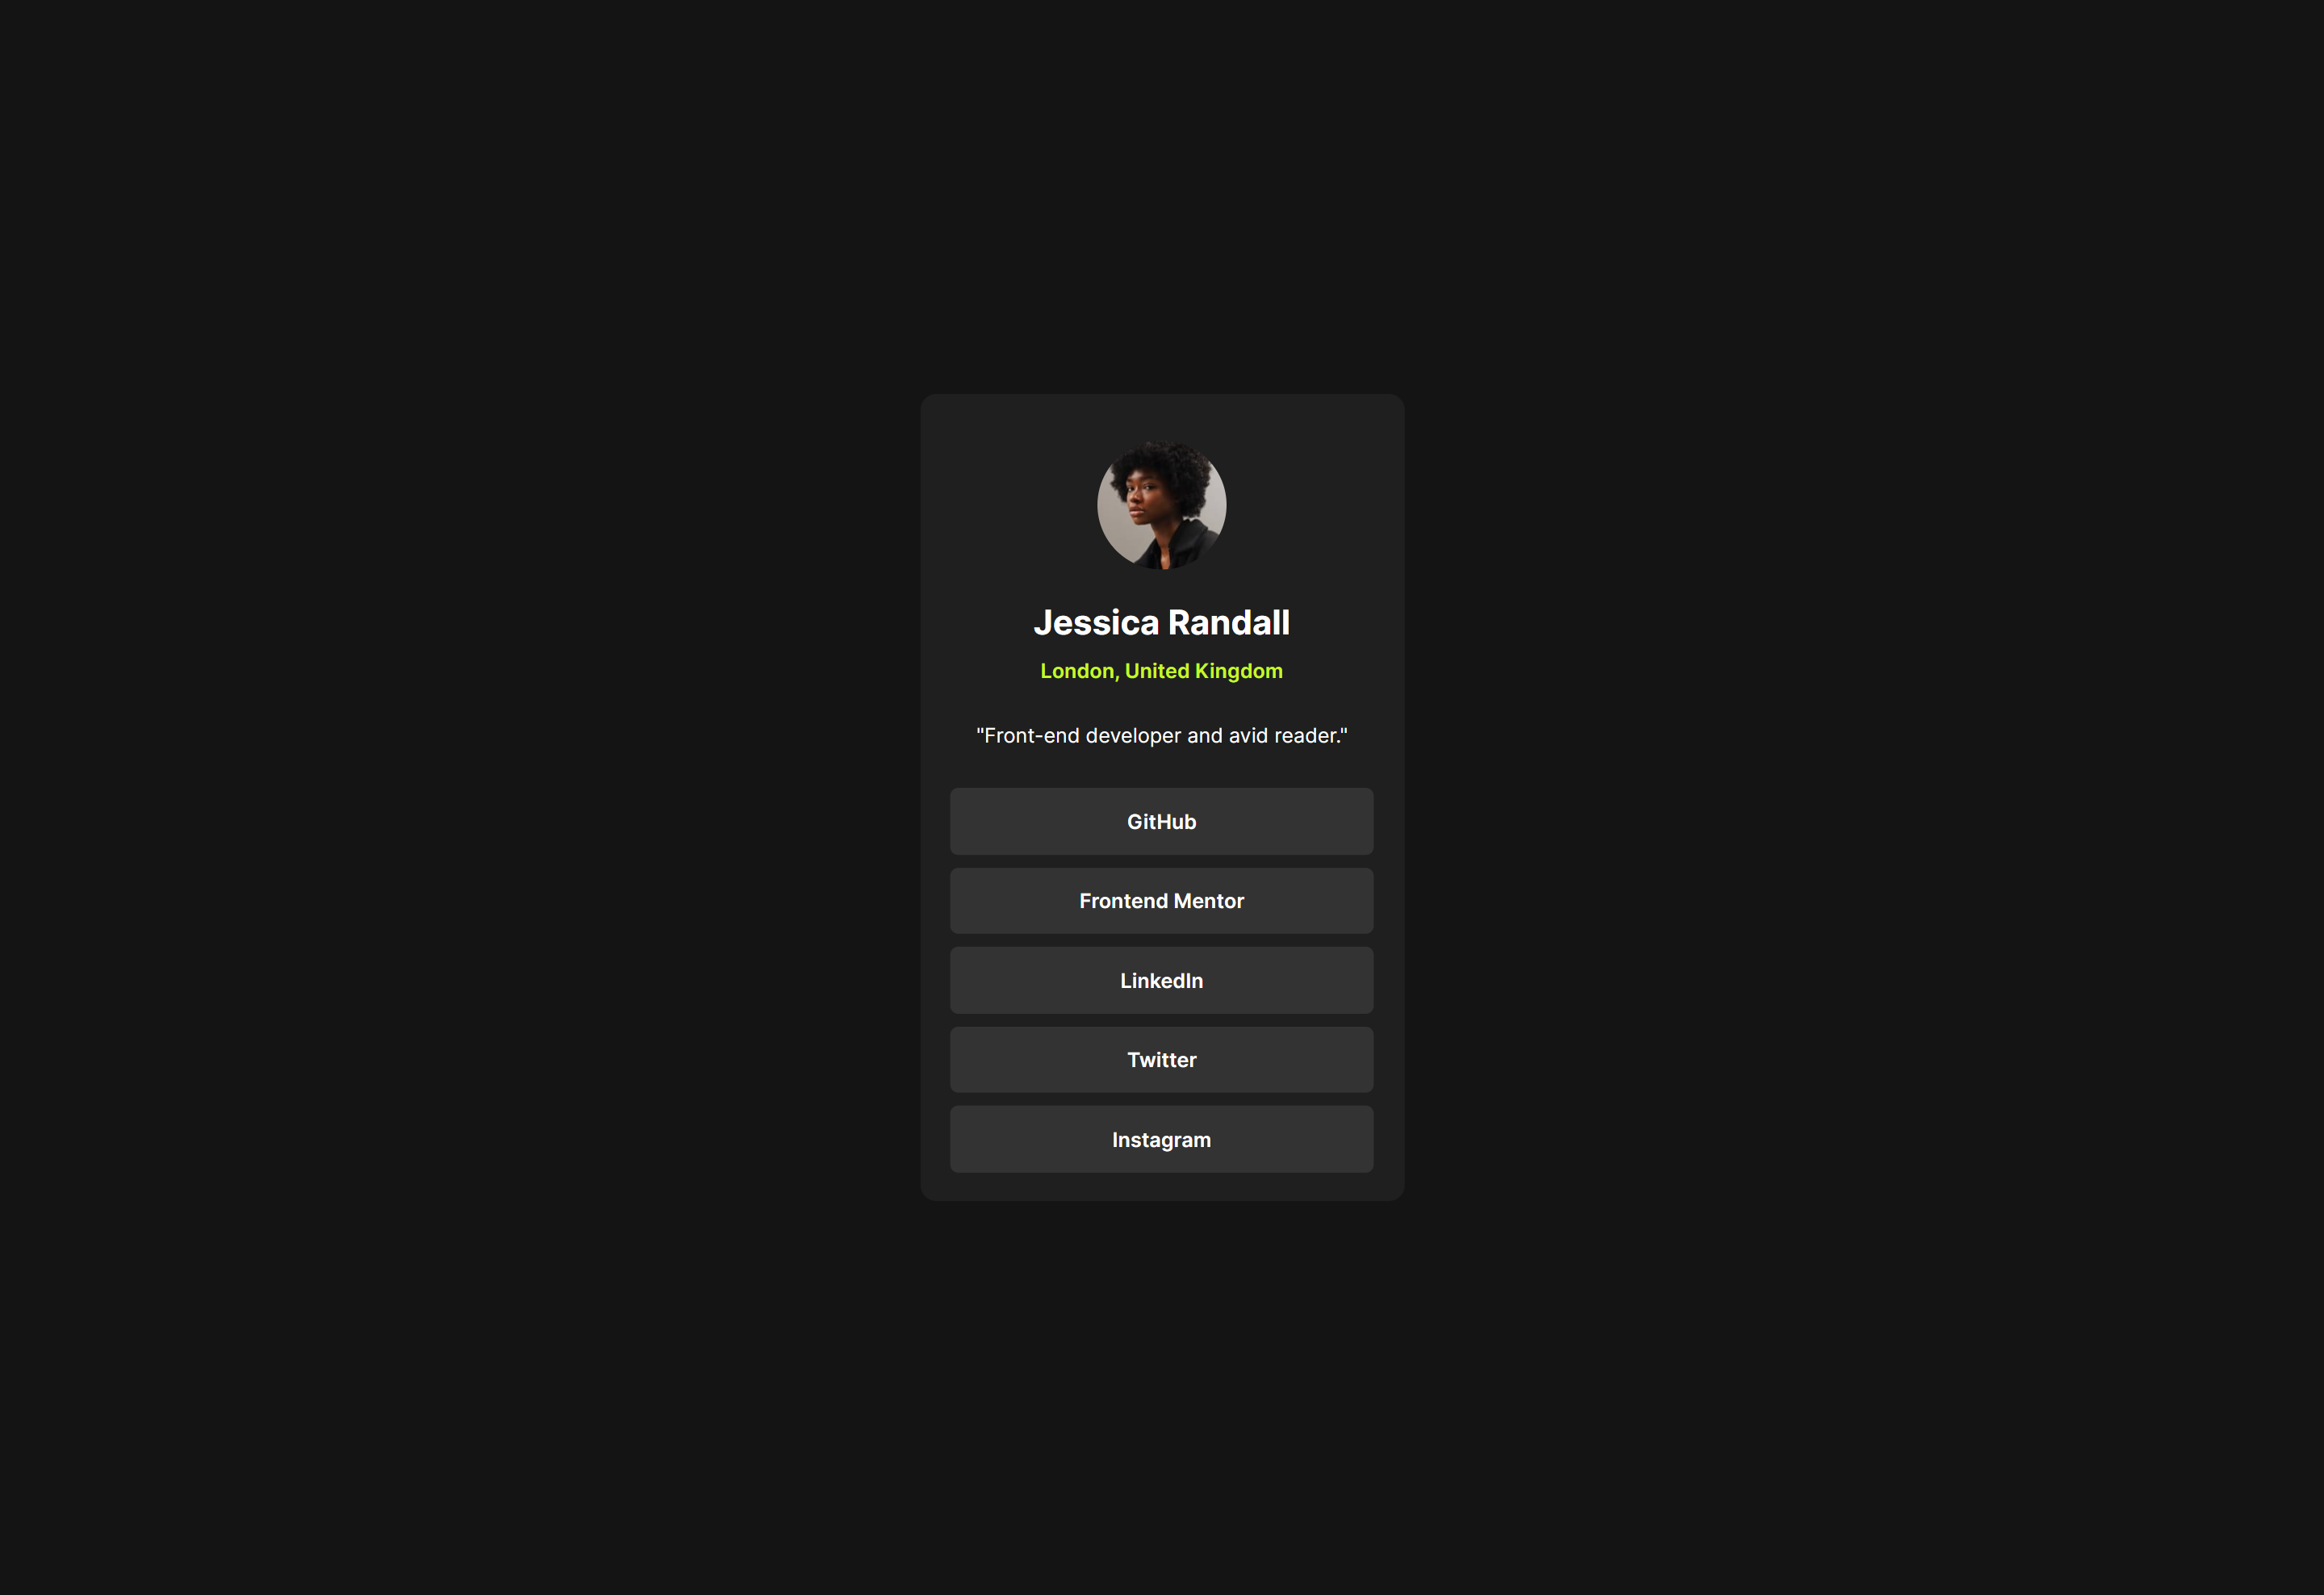 Jessica Randall
London, United Kingdom
"Front-end developer and avid reader."
GitHub
Frontend Mentor
LinkedIn
Twitter
Instagram